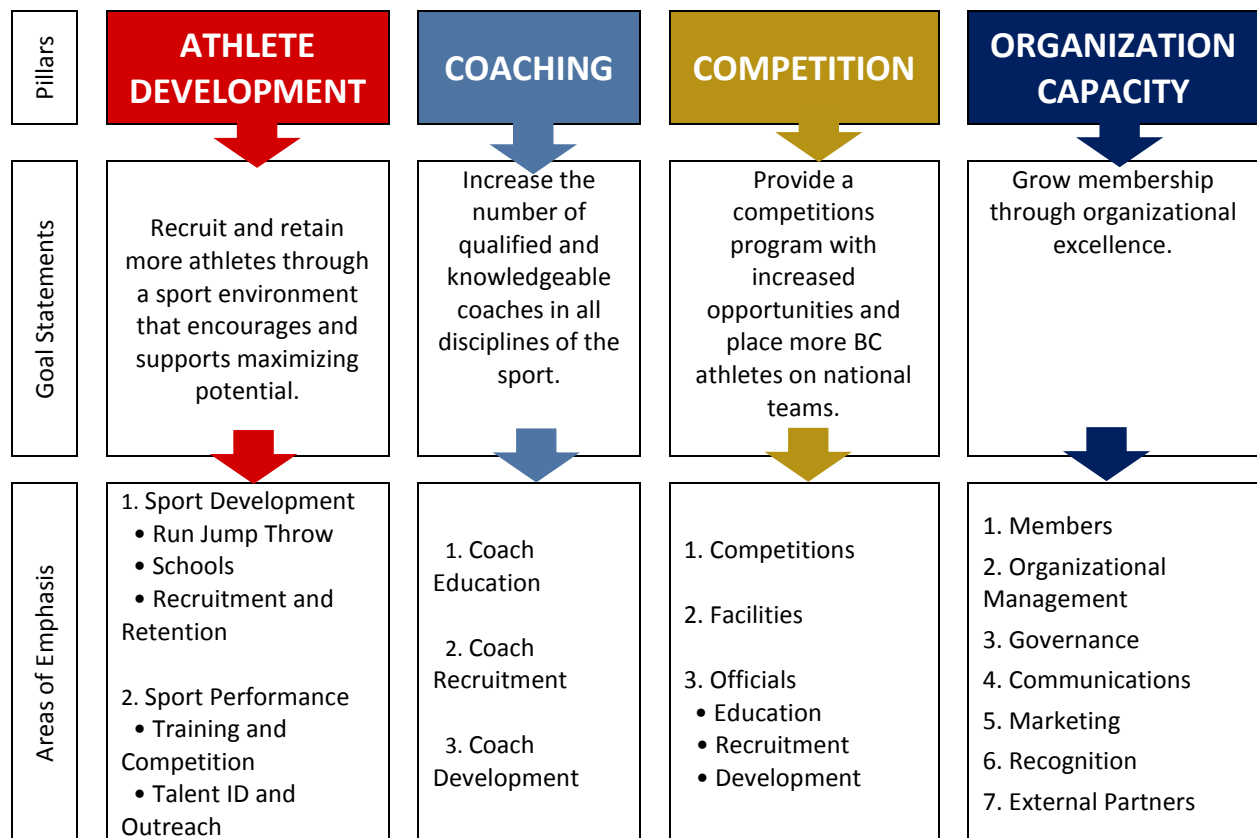 Pillars
ATHLETE
DEVELOPMENT
COACHING
COMPETITION
ORGANIZATION
CAPACITY
Goal Statements
Recruit and retain
more athletes through
a sport environment
that encourages and
supports maximizing
potential.
Increase the
number of
qualified and
knowledgeable
coaches in all
disciplines of the
sport.
Provide a
competitions
program with
increased
opportunities and
place more BC
athletes on national
teams.
Grow membership
through organizational
excellence.
Areas of Emphasis
1. Sport Development
• Run Jump Throw
• Schools
• Recruitment and
Retention
2. Sport Performance
• Training and
Competition
• Talent ID and
Outreach
1. Coach
Education
2. Coach
Recruitment
3. Coach
Development
1. Competitions
2. Facilities
3. Officials
• Education
• Recruitment
• Development
1. Members
2. Organizational
Management
3. Governance
4. Communications
5. Marketing
6. Recognition
7. External Partners